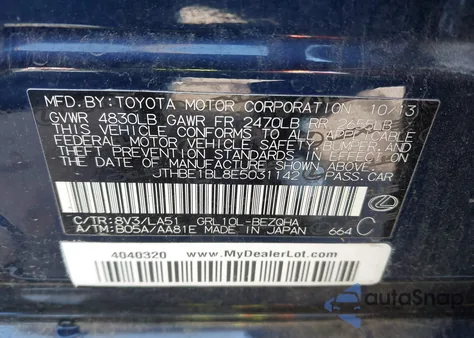 MFD. BY: TOYOTA MOTOR CORPORATION 10/13
GVWR 4830LB GAWR FR 2470LB RR 2655LB
THIS VEHICLE CONFORMS TO ALL APPLICABLE
FEDERAL MOTOR VEHICLE SAFETY, BUMPER, AND
THEFT PREVENTION STANDARDS IN EFFECT ON
THE DATE OF MANUFACTURE SHOWN ABOVE.
JTHBE1BL8E5031142 PASS. CAR
C/TR: 8V3/LA51 GRL10L-BEZQHA
A/TM: B05A/AA81E MADE IN JAPAN 664 C
4040320 www.MyDealerLot.com
autoSnap